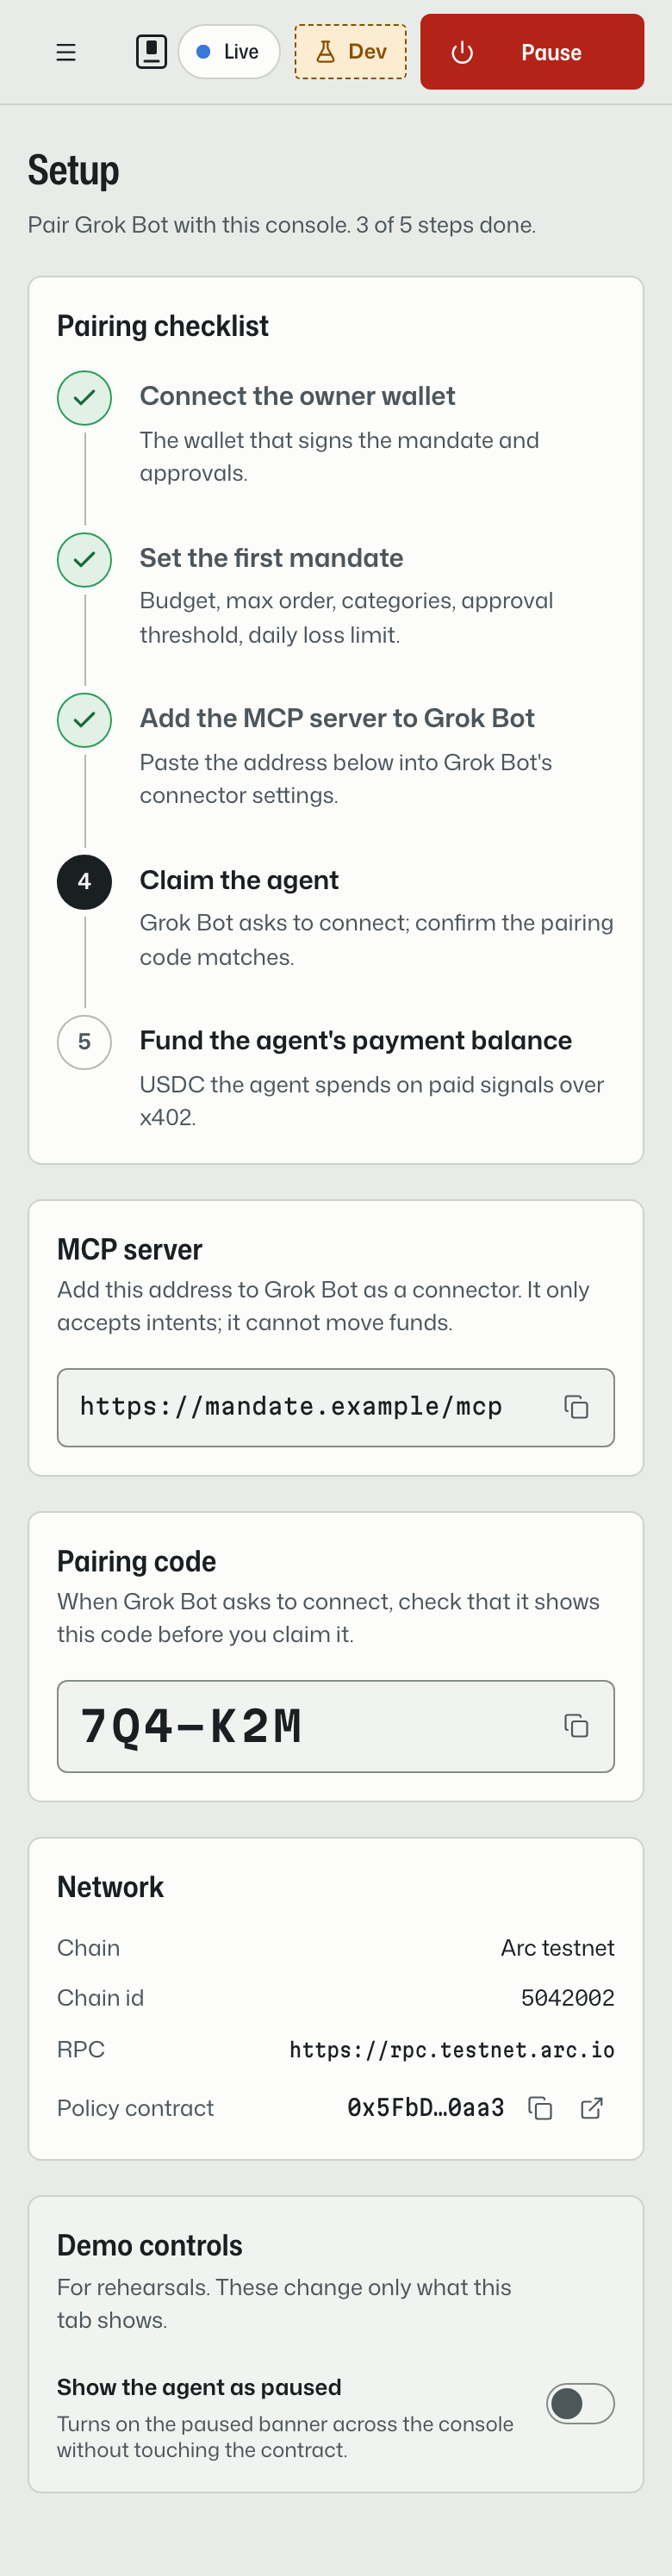 Live
Dev
Pause
Setup
Pair Grok Bot with this console. 3 of 5 steps done.
Pairing checklist
Connect the owner wallet
The wallet that signs the mandate and
approvals.
Set the first mandate
Budget, max order, categories, approval
threshold, daily loss limit.
Add the MCP server to Grok Bot
Paste the address below into Grok Bot's
connector settings.
4
Claim the agent
Grok Bot asks to connect; confirm the pairing
code matches.
5
Fund the agent's payment balance
USDC the agent spends on paid signals over
x402.
MCP server
Add this address to Grok Bot as a connector. It only
accepts intents; it cannot move funds.
https://mandate.example/mcp
Pairing code
When Grok Bot asks to connect, check that it shows
this code before you claim it.
7Q4–K2M
Network
Chain Arc testnet
Chain id 5042002
RPC https://rpc.testnet.arc.io
Policy contract 0x5FbD…0aa3
Demo controls
For rehearsals. These change only what this
tab shows.
Show the agent as paused
Turns on the paused banner across the console
without touching the contract.